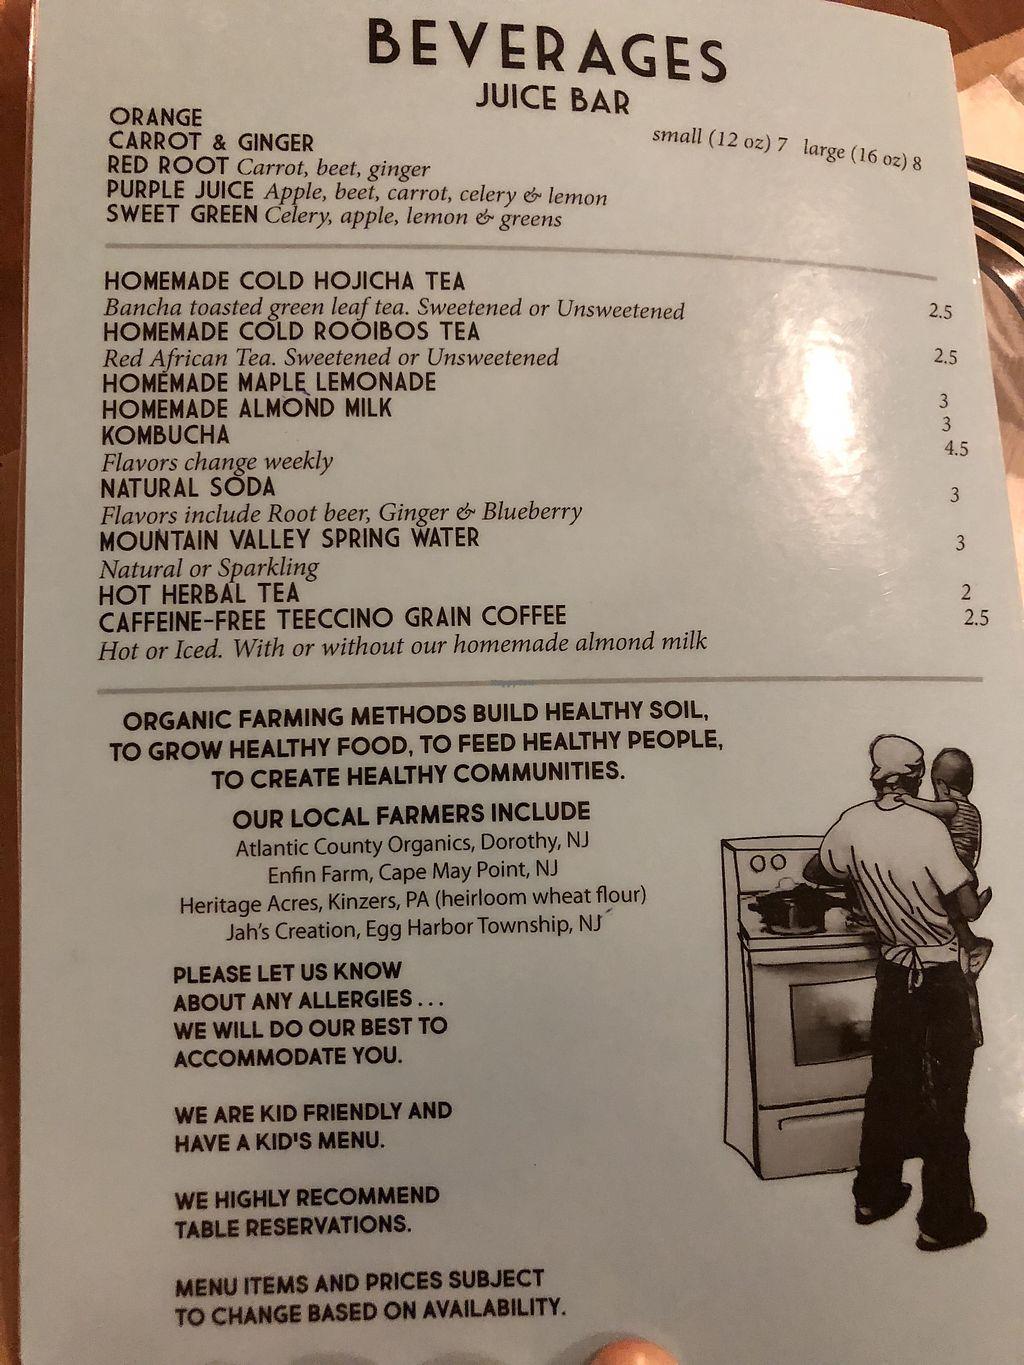 BEVERAGES
JUICE BAR
ORANGE
CARROT & GINGER
small (12 oz) 7 large (16 oz) 8
RED ROOT Carrot, beet, ginger
PURPLE JUICE Apple, beet, carrot, celery & lemon
SWEET GREEN Celery, apple, lemon & greens
HOMEMADE COLD HOJICHA TEA
Bancha toasted green leaf tea. Sweetened or Unsweetened 2.5
HOMEMADE COLD ROOIBOS TEA
Red African Tea. Sweetened or Unsweetened 2.5
HOMEMADE MAPLE LEMONADE 3
HOMEMADE ALMOND MILK 3
KOMBUCHA 4.5
Flavors change weekly
NATURAL SODA 3
Flavors include Root beer, Ginger & Blueberry
MOUNTAIN VALLEY SPRING WATER 3
Natural or Sparkling
HOT HERBAL TEA 2
CAFFEINE-FREE TEECCINO GRAIN COFFEE 2.5
Hot or Iced. With or without our homemade almond milk
ORGANIC FARMING METHODS BUILD HEALTHY SOIL,
TO GROW HEALTHY FOOD, TO FEED HEALTHY PEOPLE,
TO CREATE HEALTHY COMMUNITIES.
OUR LOCAL FARMERS INCLUDE
Atlantic County Organics, Dorothy, NJ
Enfin Farm, Cape May Point, NJ
Heritage Acres, Kinzers, PA (heirloom wheat flour)
Jah's Creation, Egg Harbor Township, NJ
PLEASE LET US KNOW
ABOUT ANY ALLERGIES...
WE WILL DO OUR BEST TO
ACCOMMODATE YOU.
WE ARE KID FRIENDLY AND
HAVE A KID'S MENU.
WE HIGHLY RECOMMEND
TABLE RESERVATIONS.
MENU ITEMS AND PRICES SUBJECT
TO CHANGE BASED ON AVAILABILITY.